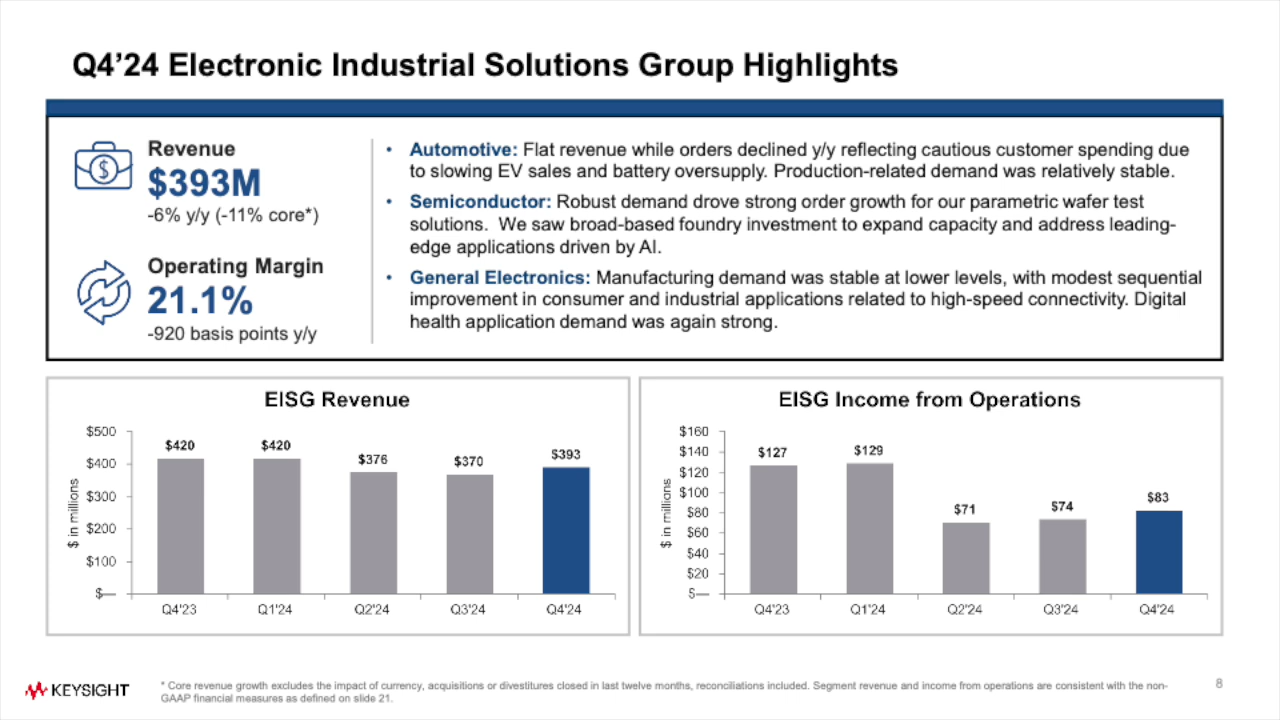 Q4’24 Electronic Industrial Solutions Group Highlights
Revenue
$393M
-6% y/y (-11% core*)
Operating Margin
21.1%
-920 basis points y/y
• Automotive: Flat revenue while orders declined y/y reflecting cautious customer spending due
to slowing EV sales and battery oversupply. Production-related demand was relatively stable.
• Semiconductor: Robust demand drove strong order growth for our parametric wafer test
solutions.  We saw broad-based foundry investment to expand capacity and address leading-
edge applications driven by AI.
• General Electronics: Manufacturing demand was stable at lower levels, with modest sequential
improvement in consumer and industrial applications related to high-speed connectivity. Digital
health application demand was again strong.
EISG Revenue
$ in millions
$500
$400
$300
$200
$100
$—
$420
$420
$376
$370
$393
Q4'23
Q1'24
Q2'24
Q3'24
Q4'24
EISG Income from Operations
$ in millions
$160
$140
$120
$100
$80
$60
$40
$20
$—
$127
$129
$71
$74
$83
Q4'23
Q1'24
Q2'24
Q3'24
Q4'24
KEYSIGHT
* Core revenue growth excludes the impact of currency, acquisitions or divestitures closed in last twelve months, reconciliations included. Segment revenue and income from operations are consistent with the non-
GAAP financial measures as defined on slide 21.
8